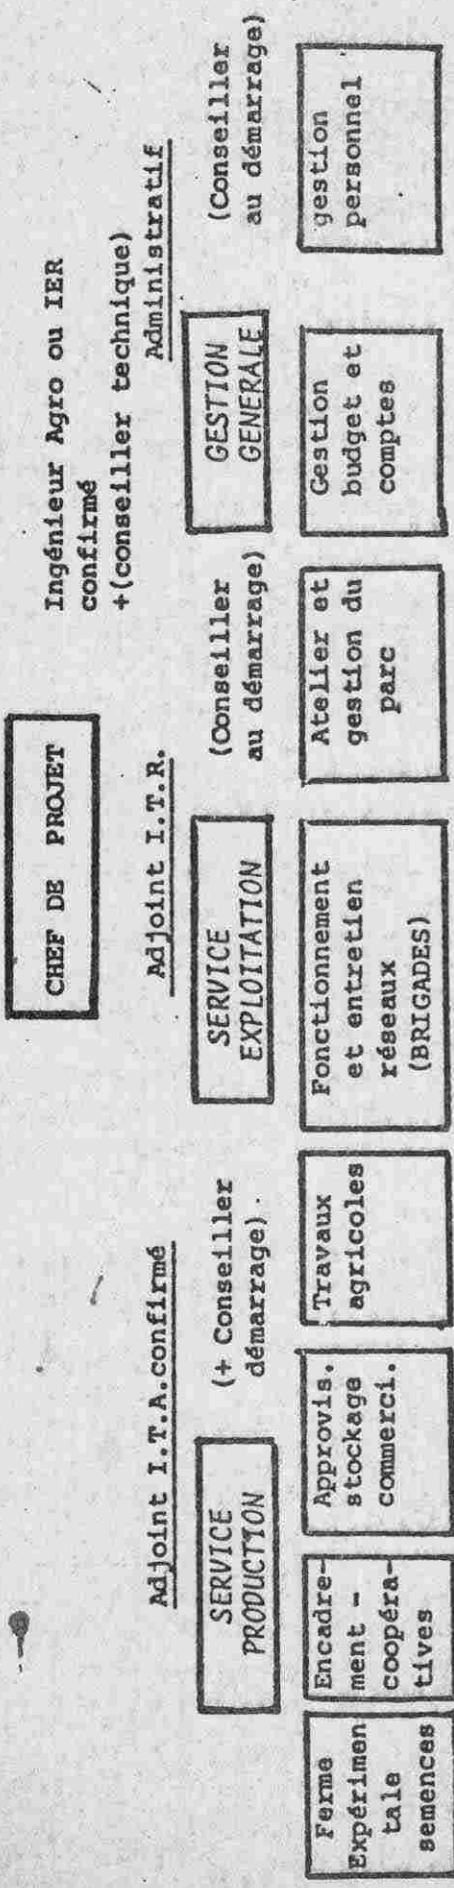 CHEF DE PROJET
Ingénieur Agro ou IER
confirmé
+(conseiller technique)
Adjoint I.T.A.confirmé
Adjoint I.T.R.
Administratif
SERVICE
PRODUCTION
(+ Conseiller
démarrage)
SERVICE
EXPLOITATION
(Conseiller
au démarrage)
GESTION
GENERALE
(Conseiller
au démarrage)
Ferme
Expérimen
tale
semences
Encadre-
ment -
coopéra-
tives
Approvis.
stockage
commerci.
Travaux
agricoles
Fonctionnement
et entretien
réseaux
(BRIGADES)
Atelier et
gestion du
parc
Gestion
budget et
comptes
gestion
personnel